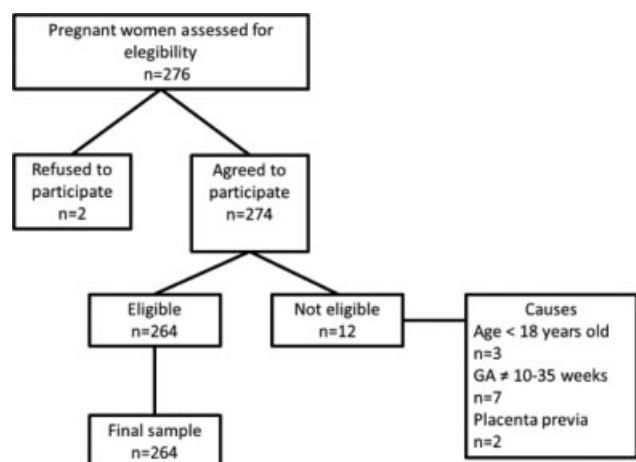 Pregnant women assessed for
elegibility
n=276
Refused to
participate
n=2
Agreed to
participate
n=274
Eligible
n=264
Not eligible
n=12
Causes
Age < 18 years old
n=3
GA ≠ 10-35 weeks
n=7
Placenta previa
n=2
Final sample
n=264